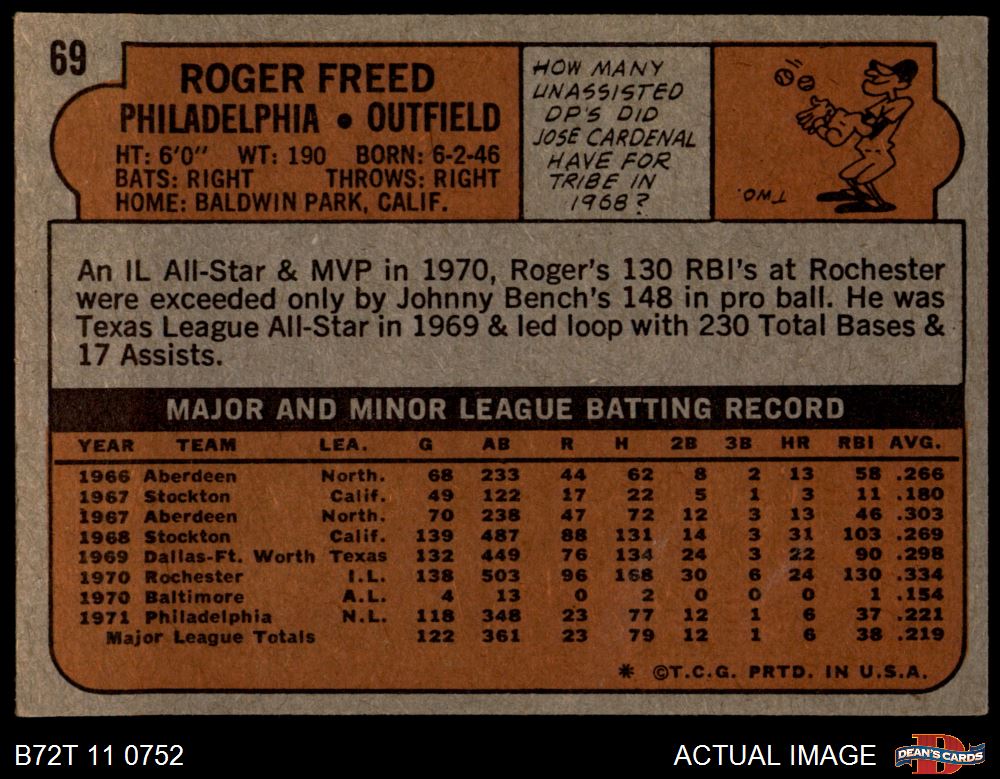 69
ROGER FREED
PHILADELPHIA • OUTFIELD
HT: 6'0" WT: 190 BORN: 6-2-46
BATS: RIGHT THROWS: RIGHT
HOME: BALDWIN PARK, CALIF.
HOW MANY
UNASSISTED
DP'S DID
JOSE CARDENAL
HAVE FOR
TRIBE IN
1968?
TWO.
An IL All-Star & MVP in 1970, Roger's 130 RBI's at Rochester
were exceeded only by Johnny Bench's 148 in pro ball. He was
Texas League All-Star in 1969 & led loop with 230 Total Bases &
17 Assists.
MAJOR AND MINOR LEAGUE BATTING RECORD
YEAR TEAM LEA. G AB R H 2B 3B HR RBI AVG.
1966 Aberdeen North. 68 233 44 62 8 2 13 58 .266
1967 Stockton Calif. 49 122 17 22 5 1 3 11 .180
1967 Aberdeen North. 70 238 47 72 12 3 13 46 .303
1968 Stockton Calif. 139 487 88 131 14 3 31 103 .269
1969 Dallas-Ft. Worth Texas 132 449 76 134 24 3 22 90 .298
1970 Rochester I.L. 138 503 96 168 30 6 24 130 .334
1970 Baltimore A.L. 4 13 0 2 0 0 0 1 .154
1971 Philadelphia N.L. 118 348 23 77 12 1 6 37 .221
Major League Totals 122 361 23 79 12 1 6 38 .219
* ©T.C.G. PRTD. IN U.S.A.
B72T 11 0752 ACTUAL IMAGE
D
DEAN'S CARDS